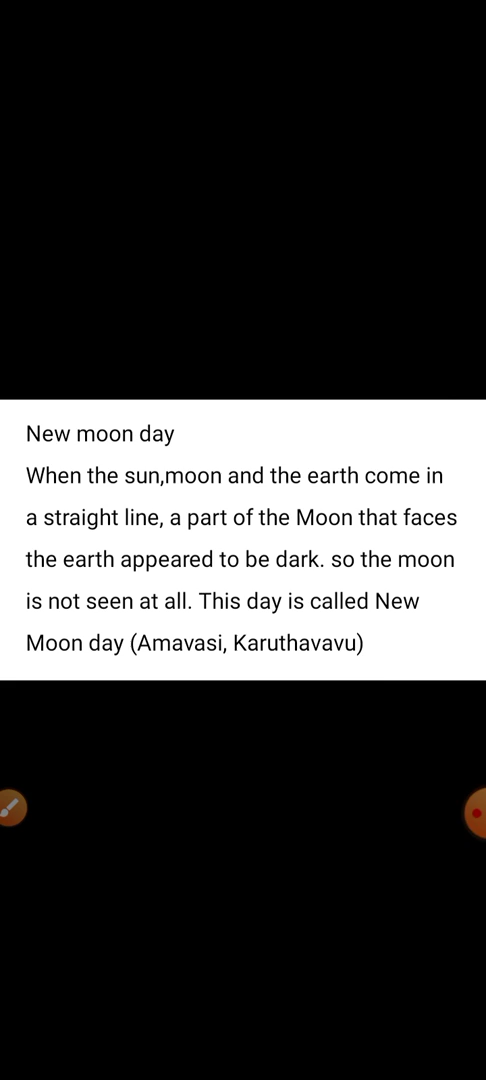 New moon day
When the sun,moon and the earth come in
a straight line, a part of the Moon that faces
the earth appeared to be dark. so the moon
is not seen at all. This day is called New
Moon day (Amavasi, Karuthavavu)